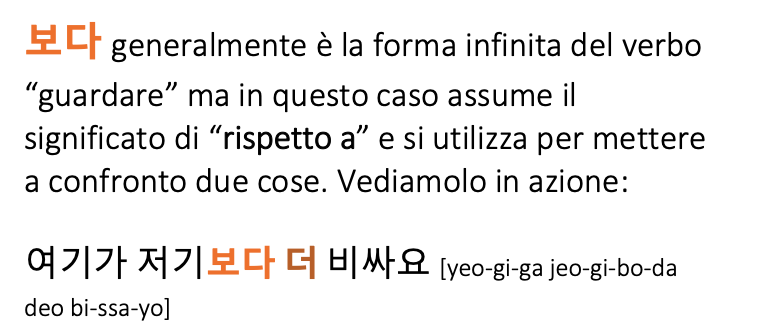 보다 generalmente è la forma infinita del verbo
“guardare” ma in questo caso assume il
significato di “rispetto a” e si utilizza per mettere
a confronto due cose. Vediamolo in azione:
여기가 저기보다 더 비싸요 [yeo-gi-ga jeo-gi-bo-da
deo bi-ssa-yo]